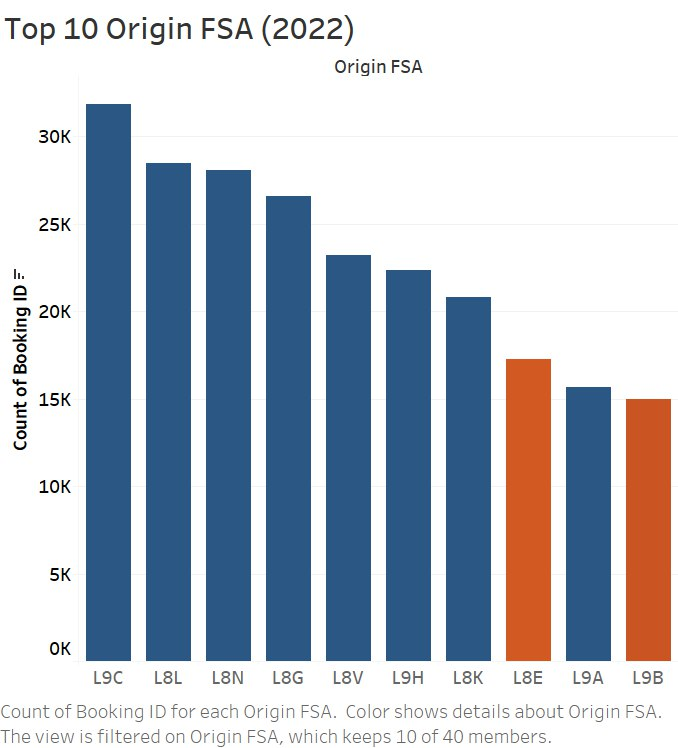 Top 10 Origin FSA (2022)
Origin FSA
30K
25K
20K
15K
10K
5K
0K
Count of Booking ID
L9C L8L L8N L8G L8V L9H L8K L8E L9A L9B
Count of Booking ID for each Origin FSA. Color shows details about Origin FSA.
The view is filtered on Origin FSA, which keeps 10 of 40 members.